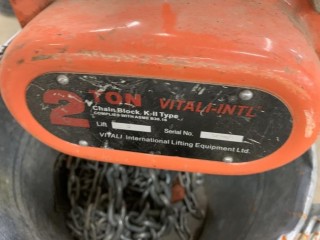 2 TON VITALI-INTL
Chain Block K-II Type
COMPLIES WITH ASME B30.16
Lift Serial No.
VITALI International Lifting Equipment Ltd.